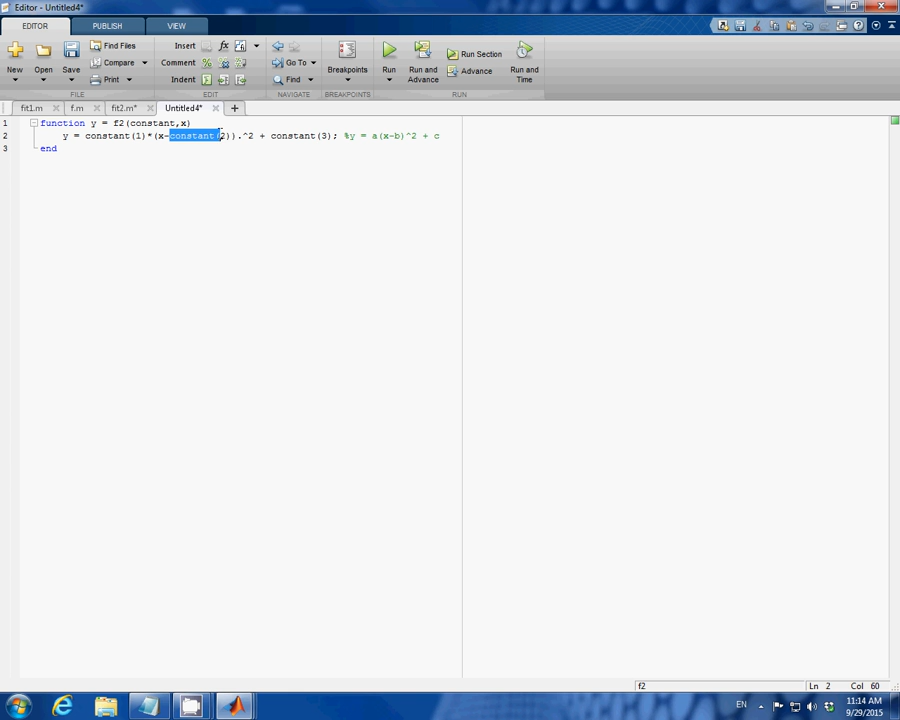 Editor - Untitled4*
EDITOR PUBLISH VIEW
Find Files Insert fx
New Open Save Compare Comment % Go To Breakpoints Run Run and Advance Run Section Advance Run and Time
Print Indent Find
FILE EDIT NAVIGATE BREAKPOINTS RUN
fit1.m f.m fit2.m* Untitled4*
1 function y = f2(constant,x)
2 y = constant(1)*(x-constant(2)).^2 + constant(3); %y = a(x-b)^2 + c
3 end
f2 Ln 2 Col 60
EN 11:14 AM
9/29/2015